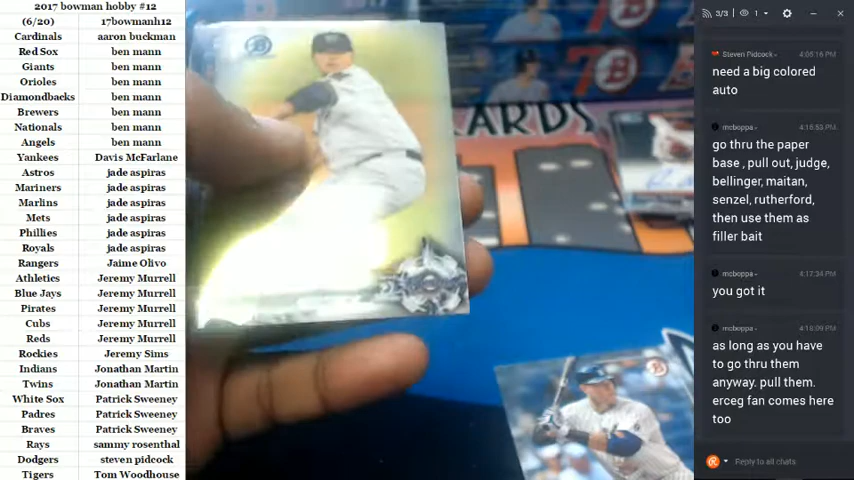 2017 bowman hobby #12
(6/20) 17bowmanh12
Cardinals aaron buckman
Red Sox ben mann
Giants ben mann
Orioles ben mann
Diamondbacks ben mann
Brewers ben mann
Nationals ben mann
Angels ben mann
Yankees Davis McFarlane
Astros jade aspiras
Mariners jade aspiras
Marlins jade aspiras
Mets jade aspiras
Phillies jade aspiras
Royals jade aspiras
Rangers Jaime Olivo
Athletics Jeremy Murrell
Blue Jays Jeremy Murrell
Pirates Jeremy Murrell
Cubs Jeremy Murrell
Reds Jeremy Murrell
Rockies Jeremy Sims
Indians Jonathan Martin
Twins Jonathan Martin
White Sox Patrick Sweeney
Padres Patrick Sweeney
Braves Patrick Sweeney
Rays sammy rosenthal
Dodgers steven pidcock
Tigers Tom Woodhouse
CARDS
3/3 1
Steven Pidcock 4:05:16 PM
need a big colored
auto
mcboppa 4:16:53 PM
go thru the paper
base , pull out, judge,
bellinger, maitan,
senzel, rutherford,
then use them as
filler bait
mcboppa 4:17:34 PM
you got it
mcboppa 4:18:09 PM
as long as you have
to go thru them
anyway. pull them.
erceg fan comes here
too
Reply to all chats